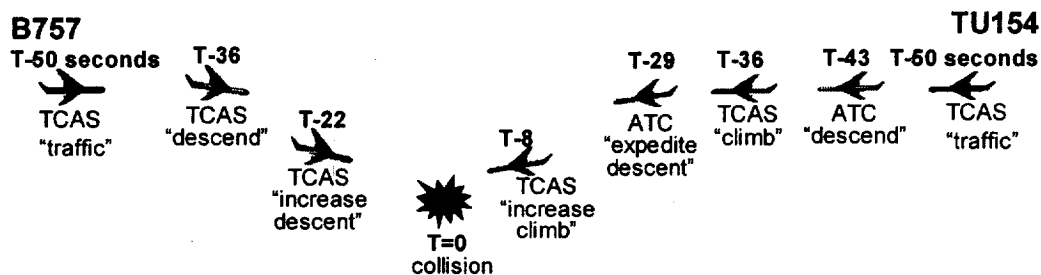 B757
TU154
T-50 seconds
T-36
T-29
T-36
T-43
T-50 seconds
TCAS
"traffic"
TCAS
"descend"
ATC
"expedite
descent"
TCAS
"climb"
ATC
"descend"
TCAS
"traffic"
T-22
TCAS
"increase
descent"
T-8
TCAS
"increase
climb"
T=0
collision